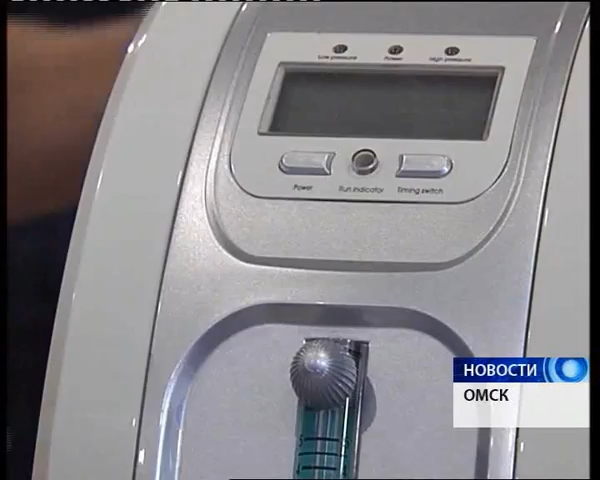 Low pressure Power High pressure
Power Run indicator Timing switch
НОВОСТИ
ОМСК